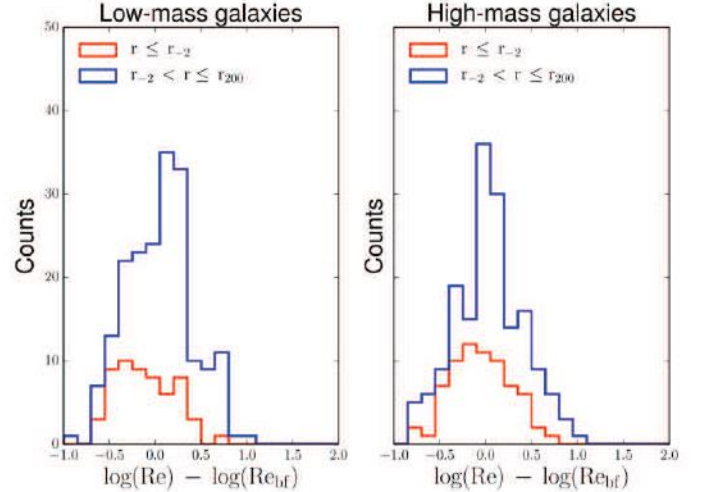 Low-mass galaxies
High-mass galaxies
50
40
30
20
10
0
Counts
r ≤ r₋₂
r₋₂ < r ≤ r₂₀₀
−1.0 −0.5 0.0 0.5 1.0 1.5 2.0
log(Re) − log(Re_bf)
Counts
r ≤ r₋₂
r₋₂ < r ≤ r₂₀₀
−1.0 −0.5 0.0 0.5 1.0 1.5 2.0
log(Re) − log(Re_bf)